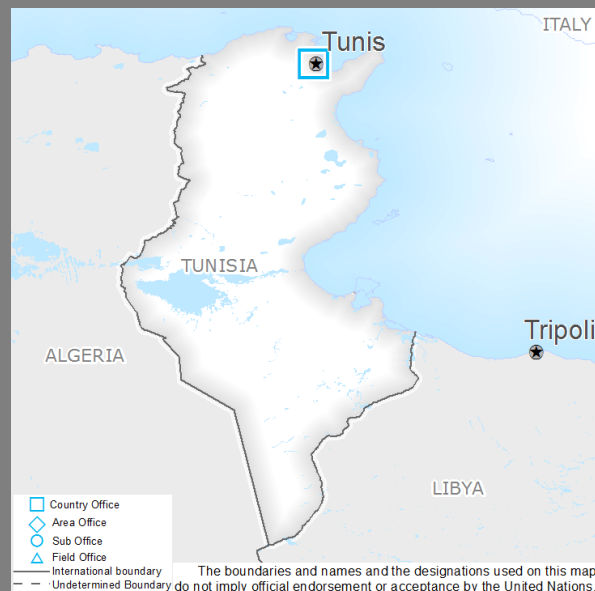 ITALY
Tunis
TUNISIA
Tripoli
ALGERIA
LIBYA
Country Office
Area Office
Sub Office
Field Office
International boundary
Undetermined Boundary
The boundaries and names and the designations used on this map
do not imply official endorsement or acceptance by the United Nations.